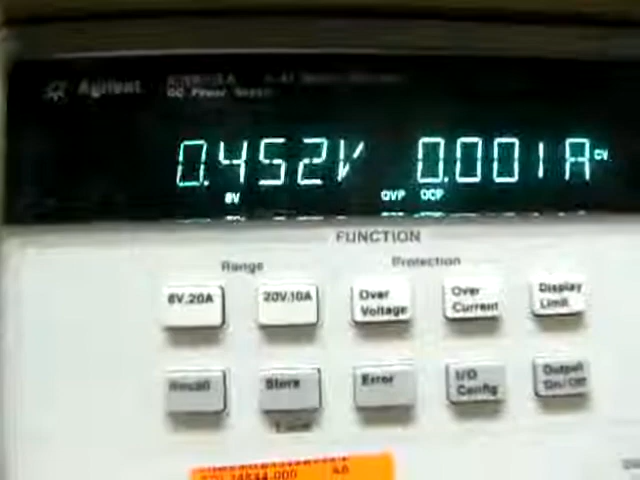 Agilent
DC Power Supply
0.452V 0.001A CV
8V OVP OCP
FUNCTION
Range Protection
8V,20A 20V,10A Over Voltage Over Current Display Limit
Recall Store Error I/O Config Output On/Off
Local